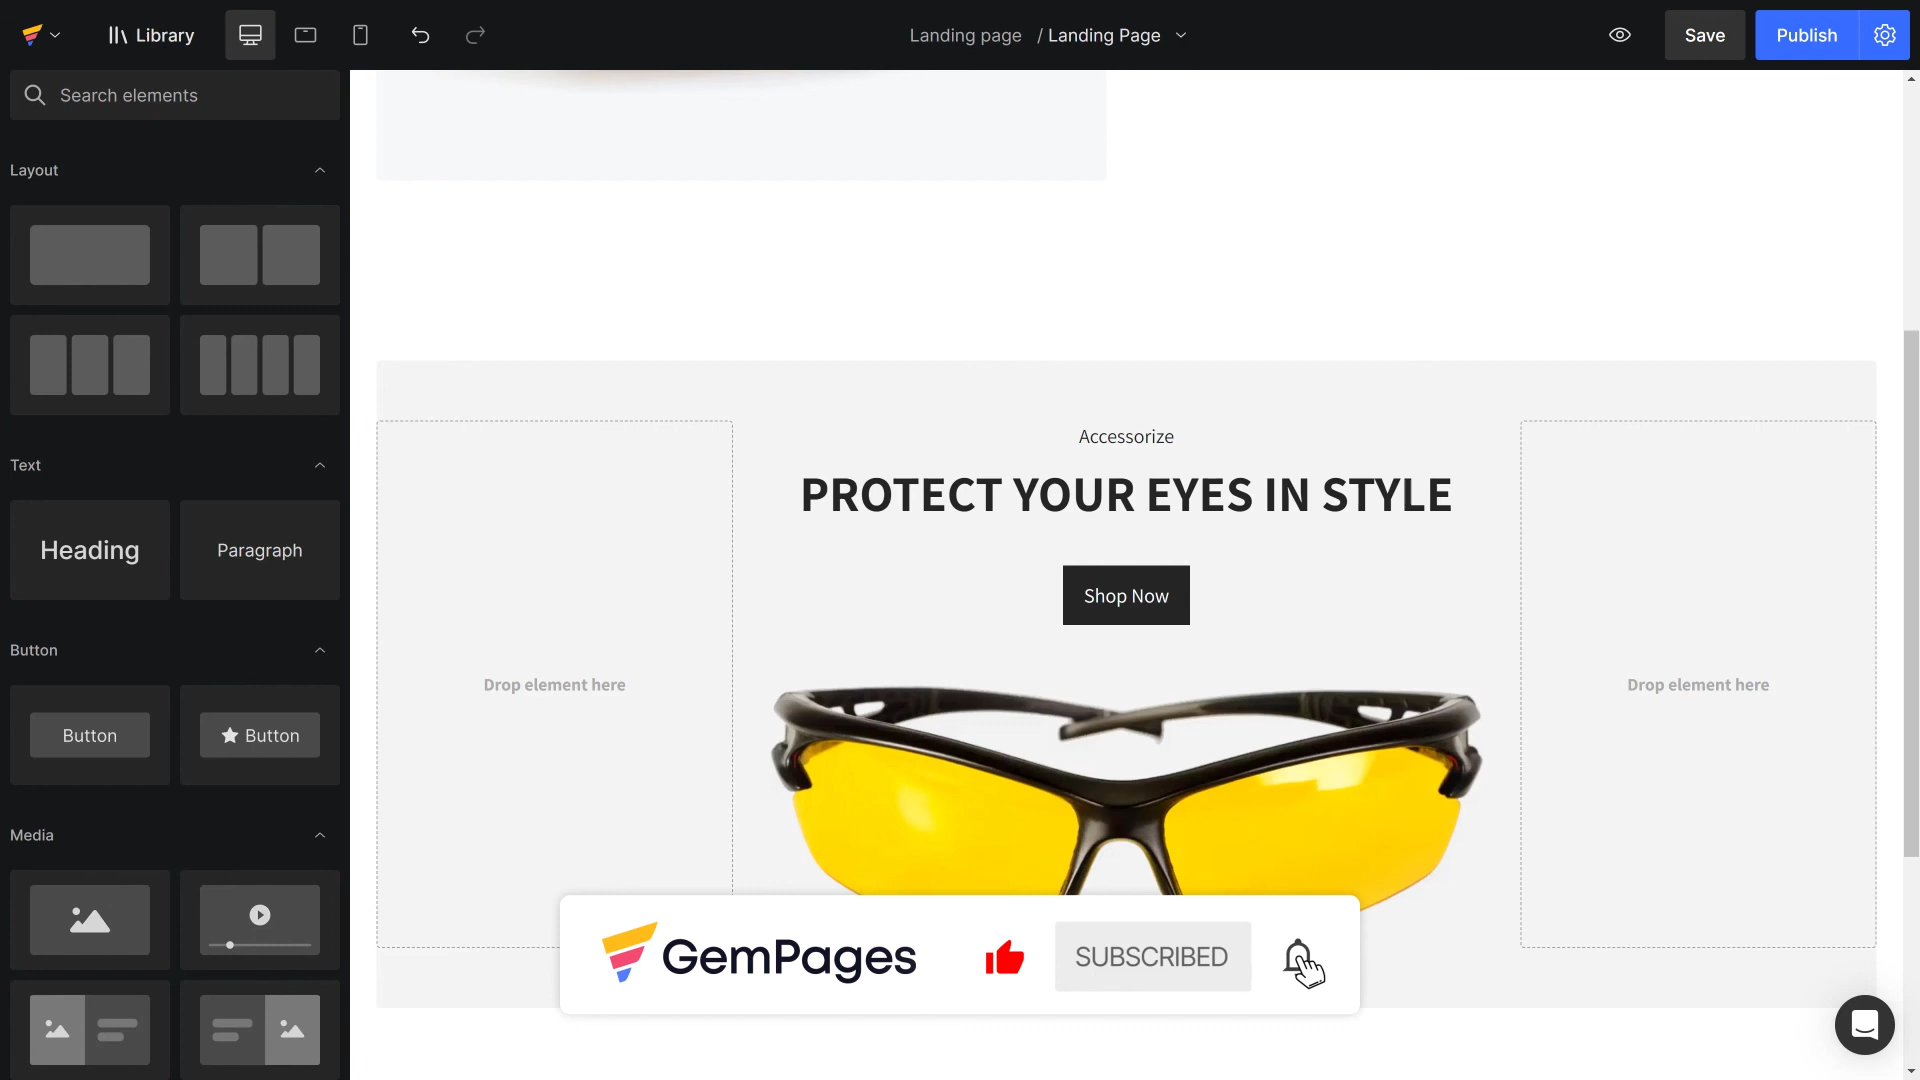 Library
Landing page / Landing Page
Save
Publish
Search elements
Layout
Text
Heading
Paragraph
Button
Button
Button
Media
Accessorize
PROTECT YOUR EYES IN STYLE
Shop Now
Drop element here
Drop element here
GemPages
SUBSCRIBED